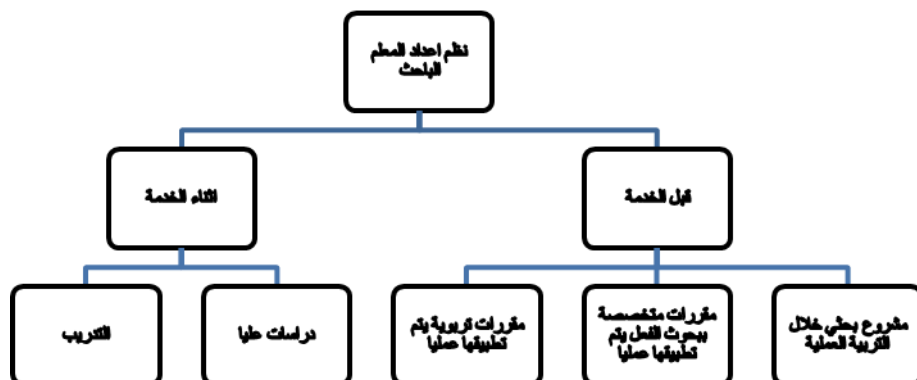 نظم اعداد المعلم
الباحث
قبل الخدمة
اثناء الخدمة
مشروع بحثي خلال
التربية العملية
مقررات متخصصة
ببحوث الفعل يتم
تطبيقها عمليا
مقررات تربوية يتم
تطبيقها عمليا
دراسات عليا
التدريب